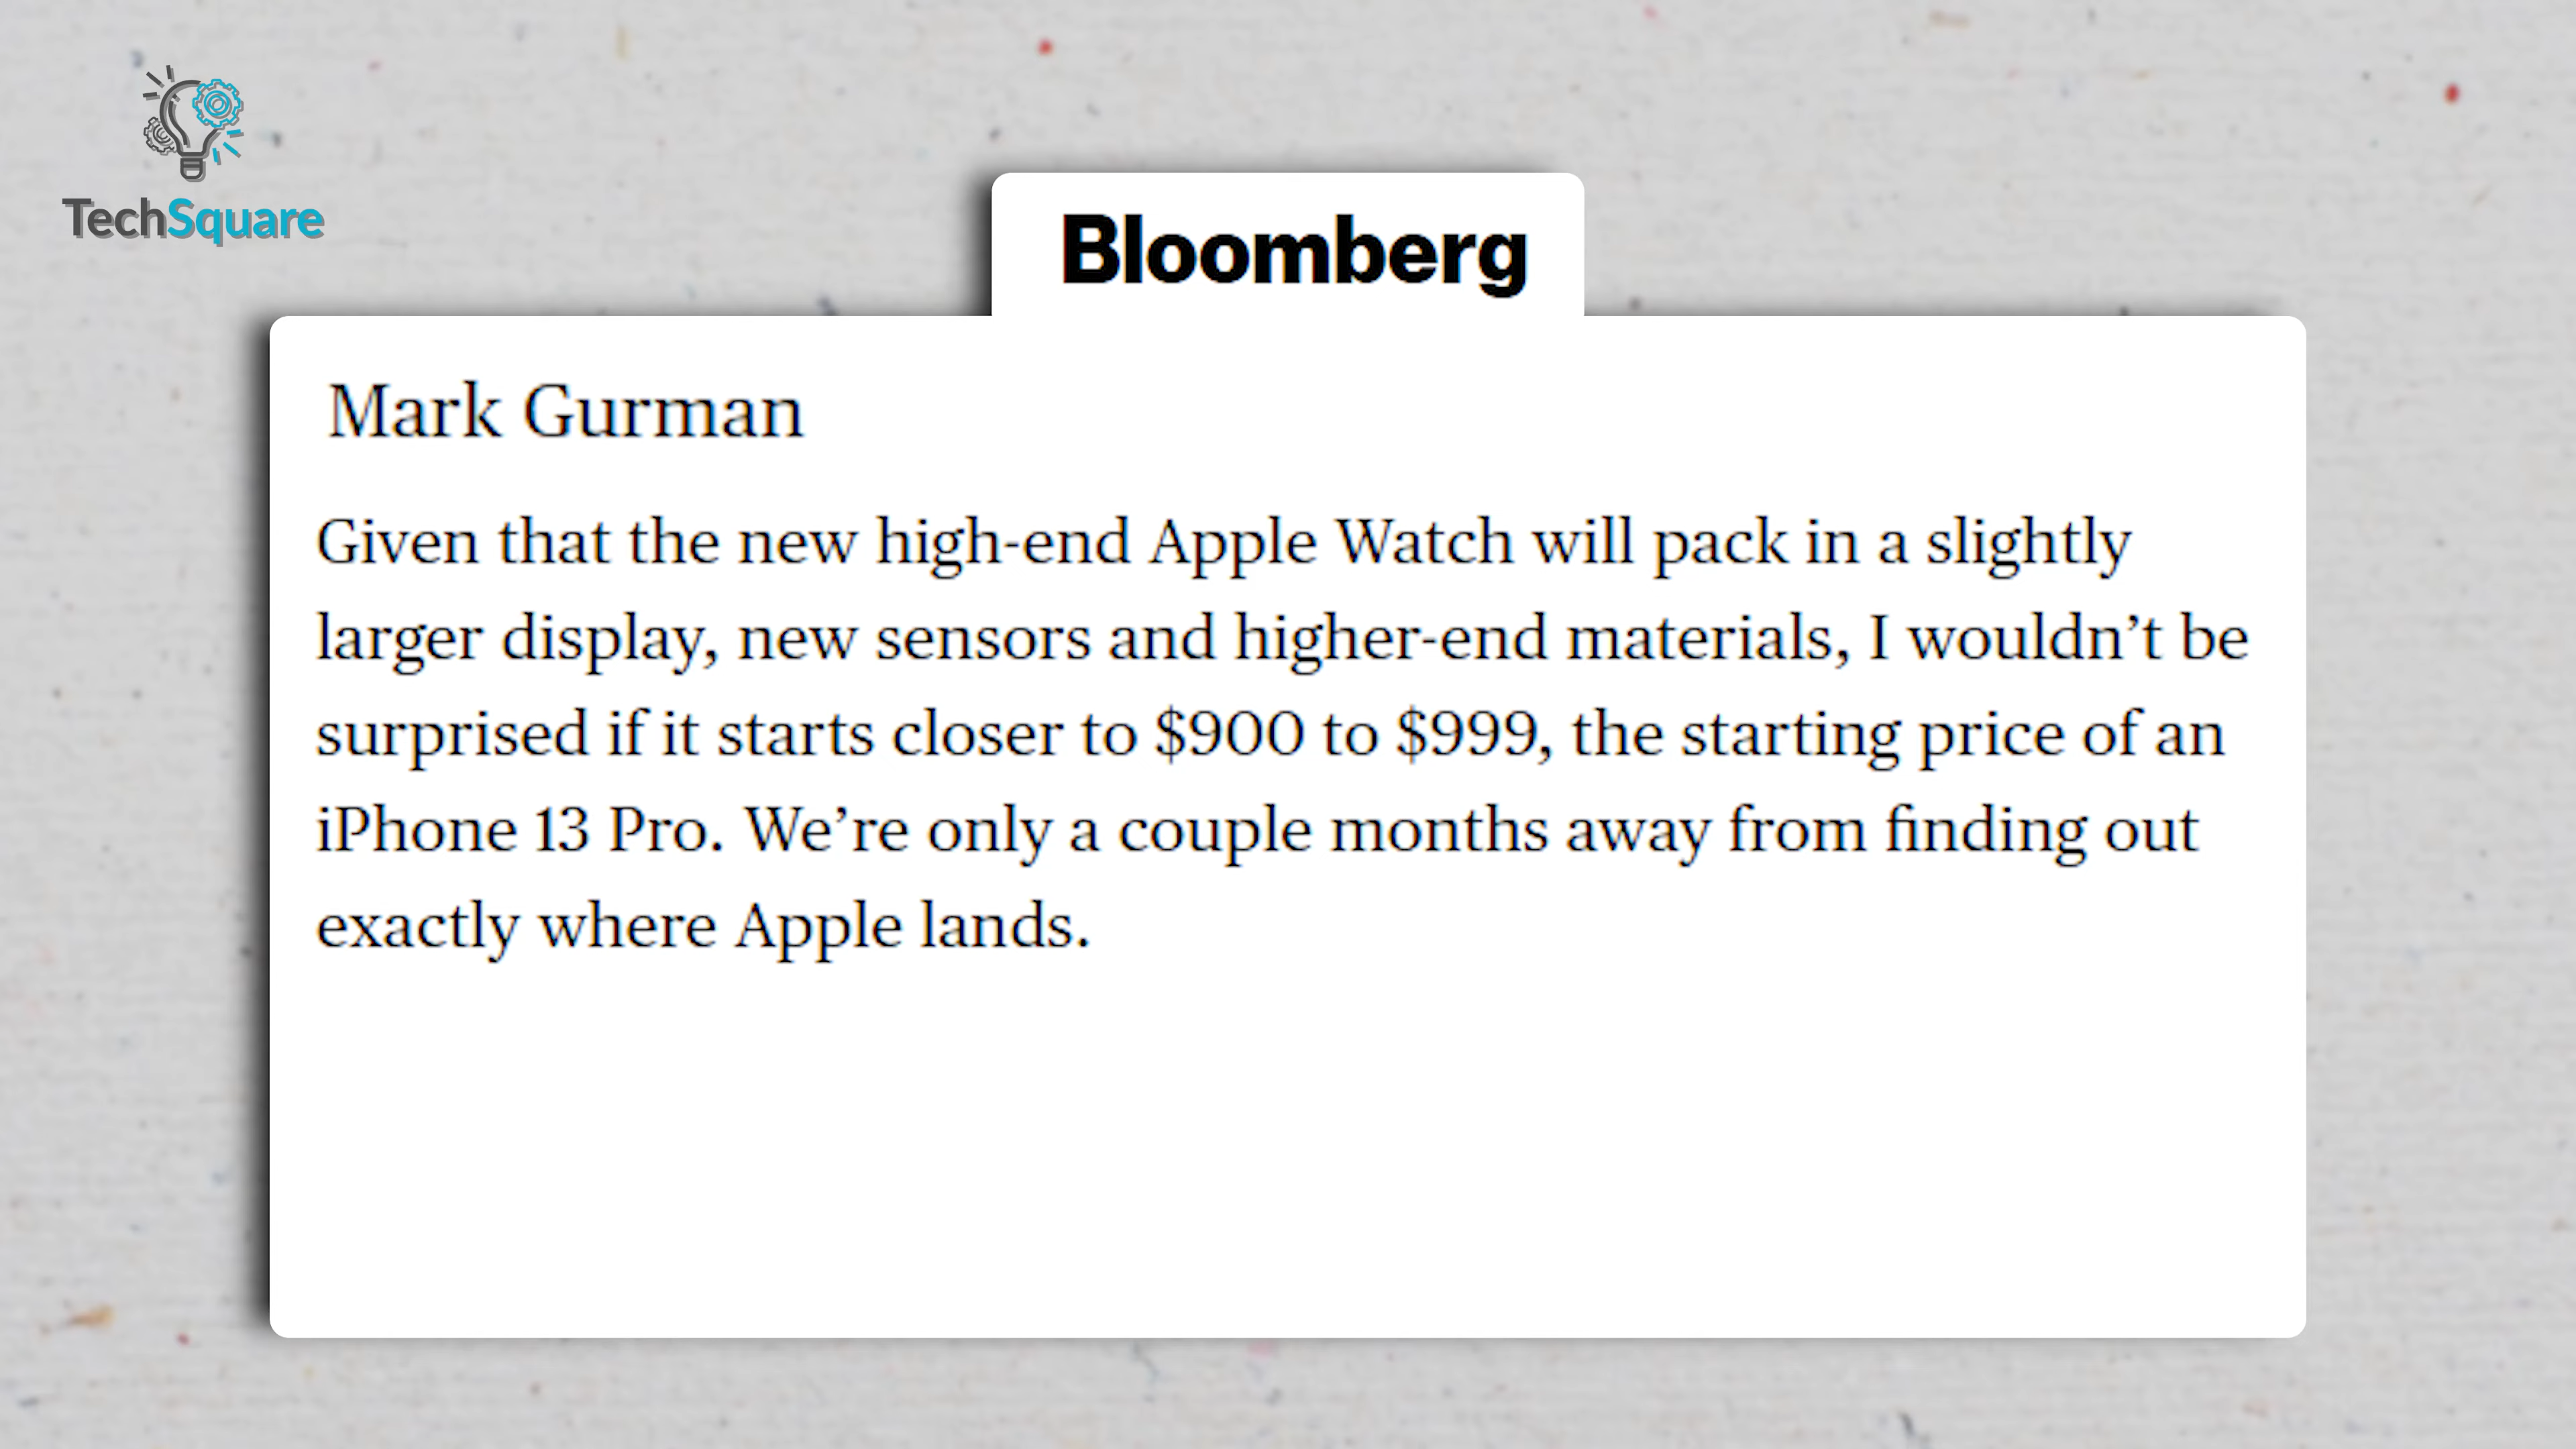 TechSquare
Bloomberg
Mark Gurman
Given that the new high-end Apple Watch will pack in a slightly
larger display, new sensors and higher-end materials, I wouldn’t be
surprised if it starts closer to $900 to $999, the starting price of an
iPhone 13 Pro. We’re only a couple months away from finding out
exactly where Apple lands.